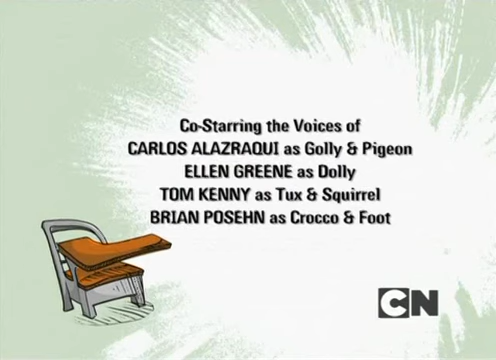 Co-Starring the Voices of
CARLOS ALAZRAQUI as Golly & Pigeon
ELLEN GREENE as Dolly
TOM KENNY as Tux & Squirrel
BRIAN POSEHN as Crocco & Foot
CN